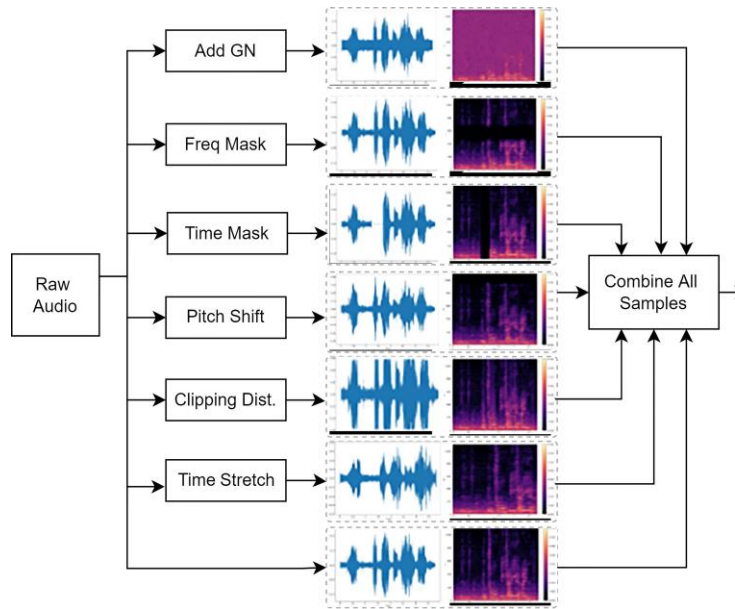 Add GN
Freq Mask
Time Mask
Raw
Audio
Combine All
Samples
Pitch Shift
Clipping Dist.
Time Stretch